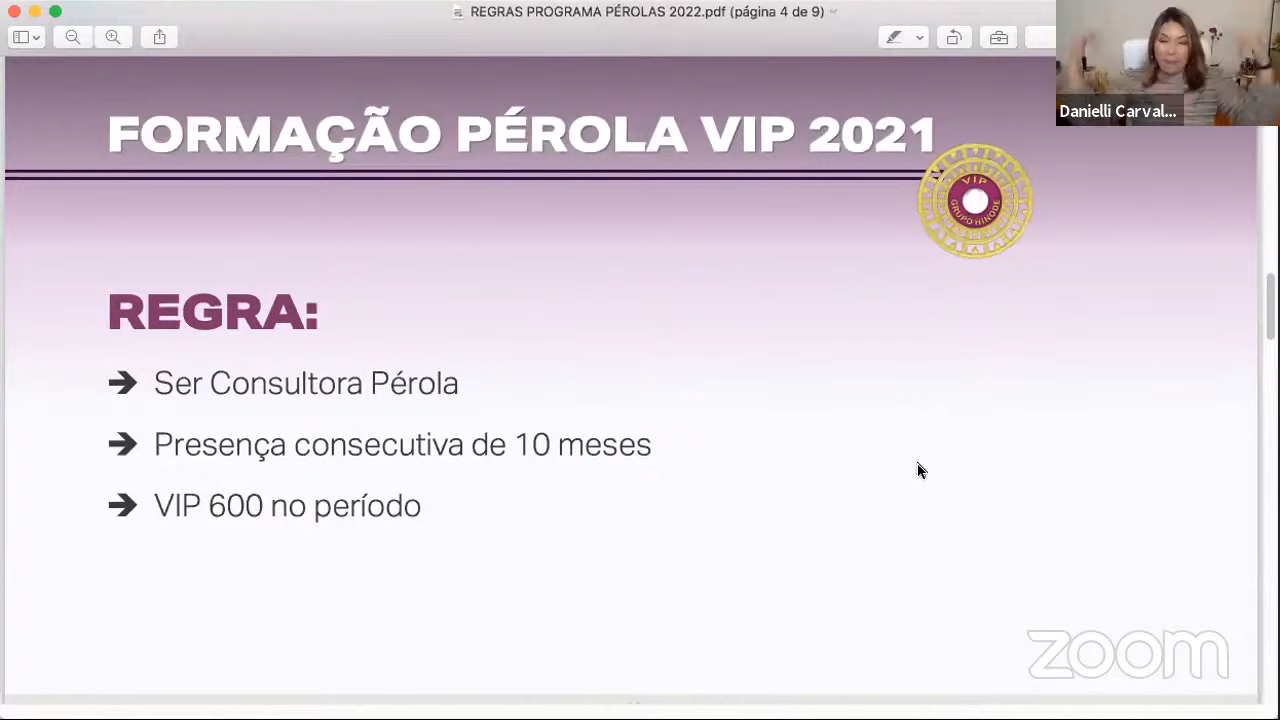 REGRAS PROGRAMA PÉROLAS 2022.pdf (página 4 de 9)
Danielli Carval...
FORMAÇÃO PÉROLA VIP 2021
VIP
GRUPO HINODE
REGRA:
➔ Ser Consultora Pérola
➔ Presença consecutiva de 10 meses
➔ VIP 600 no período
zoom